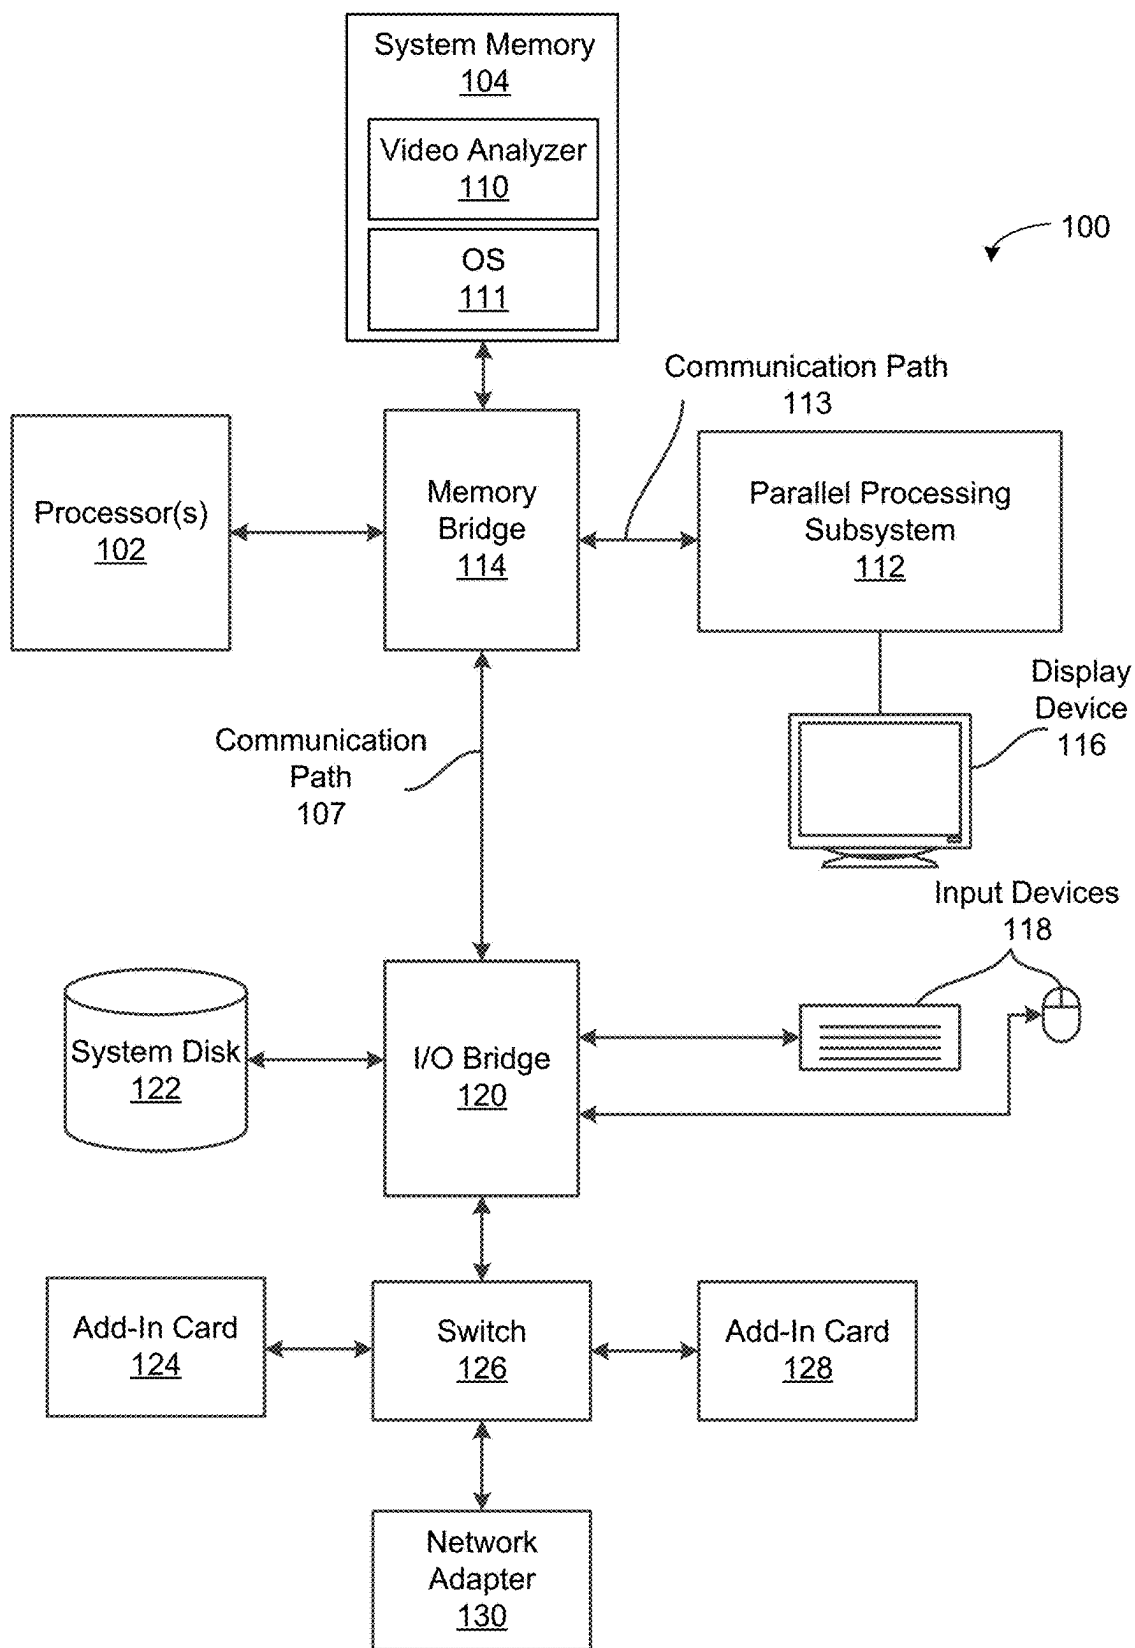 System Memory
104
Video Analyzer
110
OS
111
100
Communication Path
113
Processor(s)
102
Memory
Bridge
114
Parallel Processing
Subsystem
112
Display
Device
116
Communication
Path
107
Input Devices
118
System Disk
122
I/O Bridge
120
Add-In Card
124
Switch
126
Add-In Card
128
Network
Adapter
130